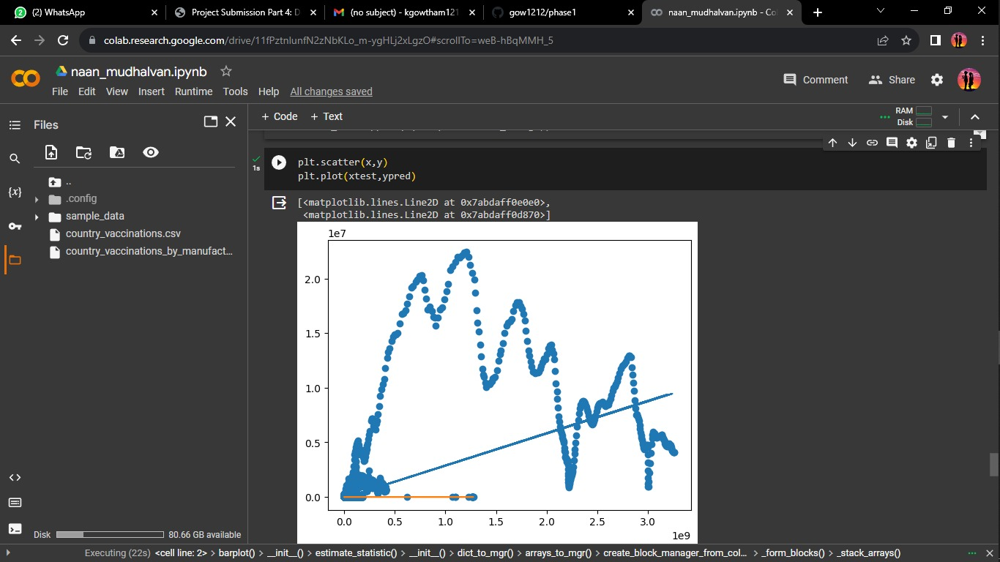 (2) WhatsApp
Project Submission Part 4: D
(no subject) - kgowtham121
gow1212/phase1
naan_mudhalvan.ipynb - Co
colab.research.google.com/drive/11fPztnlunfN2zNbKLo_m-ygHLj2xLgzO#scrollTo=weB-hBqMMH_5
naan_mudhalvan.ipynb
File Edit View Insert Runtime Tools Help All changes saved
Comment
Share
Files
+ Code + Text
RAM
Disk
..
.config
sample_data
country_vaccinations.csv
country_vaccinations_by_manufact...
{x}
1s
plt.scatter(x,y)
plt.plot(xtest,ypred)
[<matplotlib.lines.Line2D at 0x7abdaff0e0e0>,
<matplotlib.lines.Line2D at 0x7abdaff0d870>]
1e7
2.0
1.5
1.0
0.5
0.0
0.0 0.5 1.0 1.5 2.0 2.5 3.0
1e9
Disk 80.66 GB available
Executing (22s) <cell line: 2> > barplot() > __init__() > estimate_statistic() > __init__() > dict_to_mgr() > arrays_to_mgr() > create_block_manager_from_col... > _form_blocks() > _stack_arrays()